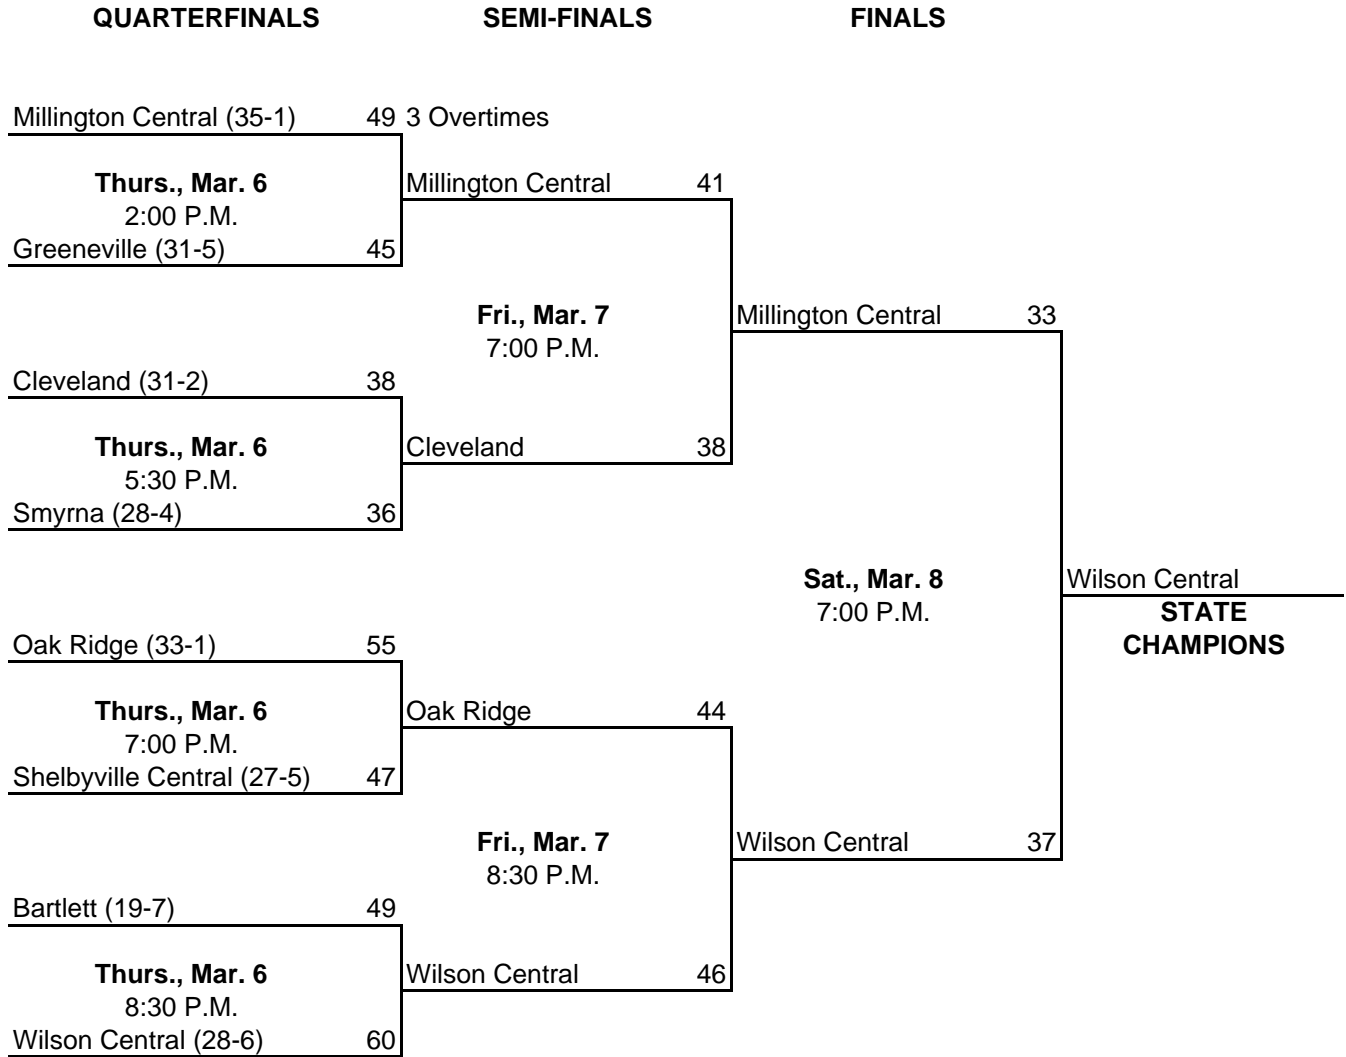 QUARTERFINALS SEMI-FINALS FINALS
Millington Central (35-1) 49 3 Overtimes
Thurs., Mar. 6 Millington Central 41
2:00 P.M.
Greeneville (31-5) 45
Fri., Mar. 7 Millington Central 33
7:00 P.M.
Cleveland (31-2) 38
Thurs., Mar. 6 Cleveland 38
5:30 P.M.
Smyrna (28-4) 36
Sat., Mar. 8 Wilson Central
7:00 P.M. STATE
Oak Ridge (33-1) 55 CHAMPIONS
Thurs., Mar. 6 Oak Ridge 44
7:00 P.M.
Shelbyville Central (27-5) 47
Fri., Mar. 7 Wilson Central 37
8:30 P.M.
Bartlett (19-7) 49
Thurs., Mar. 6 Wilson Central 46
8:30 P.M.
Wilson Central (28-6) 60